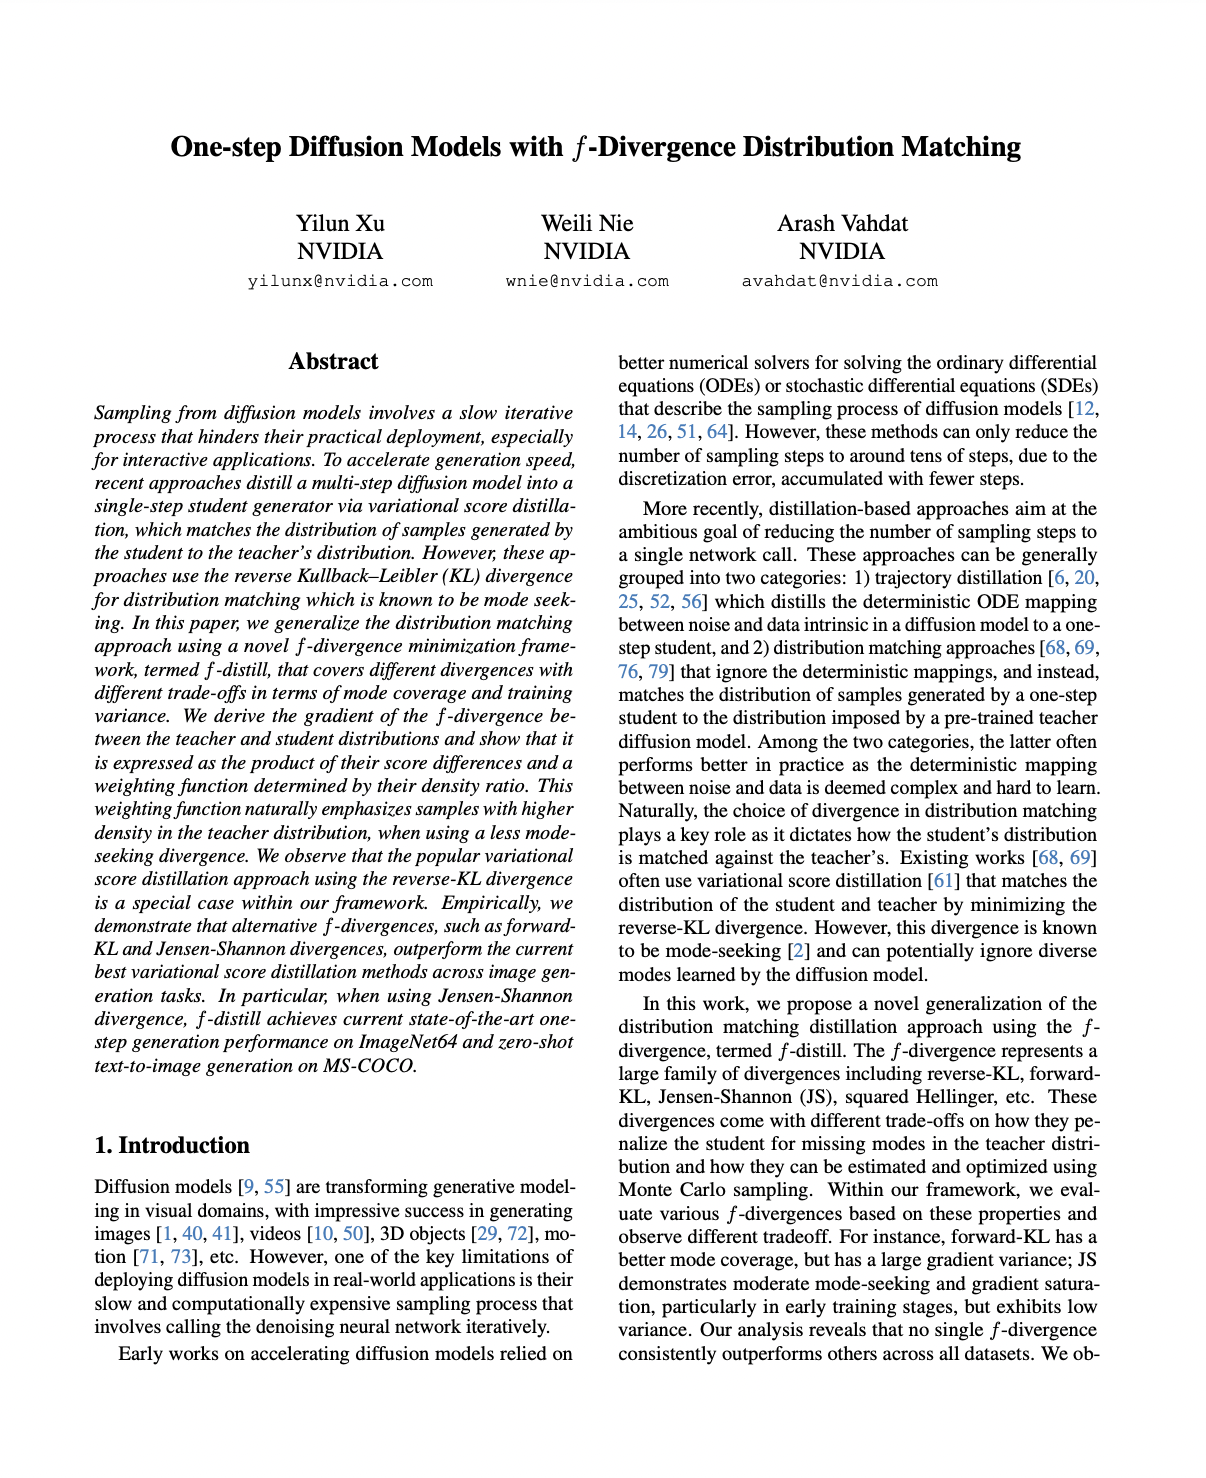 One-step Diffusion Models with f-Divergence Distribution Matching
Yilun Xu
NVIDIA
yilunx@nvidia.com
Weili Nie
NVIDIA
wnie@nvidia.com
Arash Vahdat
NVIDIA
avahdat@nvidia.com
Abstract
Sampling from diffusion models involves a slow iterative
process that hinders their practical deployment, especially
for interactive applications. To accelerate generation speed,
recent approaches distill a multi-step diffusion model into a
single-step student generator via variational score distilla-
tion, which matches the distribution of samples generated by
the student to the teacher's distribution. However, these ap-
proaches use the reverse Kullback–Leibler (KL) divergence
for distribution matching which is known to be mode seek-
ing. In this paper, we generalize the distribution matching
approach using a novel f-divergence minimization frame-
work, termed f-distill, that covers different divergences with
different trade-offs in terms of mode coverage and training
variance. We derive the gradient of the f-divergence be-
tween the teacher and student distributions and show that it
is expressed as the product of their score differences and a
weighting function determined by their density ratio. This
weighting function naturally emphasizes samples with higher
density in the teacher distribution, when using a less mode-
seeking divergence. We observe that the popular variational
score distillation approach using the reverse-KL divergence
is a special case within our framework. Empirically, we
demonstrate that alternative f-divergences, such as forward-
KL and Jensen-Shannon divergences, outperform the current
best variational score distillation methods across image gen-
eration tasks. In particular, when using Jensen-Shannon
divergence, f-distill achieves current state-of-the-art one-
step generation performance on ImageNet64 and zero-shot
text-to-image generation on MS-COCO.
1. Introduction
Diffusion models [9, 55] are transforming generative model-
ing in visual domains, with impressive success in generating
images [1, 40, 41], videos [10, 50], 3D objects [29, 72], mo-
tion [71, 73], etc. However, one of the key limitations of
deploying diffusion models in real-world applications is their
slow and computationally expensive sampling process that
involves calling the denoising neural network iteratively.
Early works on accelerating diffusion models relied on
better numerical solvers for solving the ordinary differential
equations (ODEs) or stochastic differential equations (SDEs)
that describe the sampling process of diffusion models [12,
14, 26, 51, 64]. However, these methods can only reduce the
number of sampling steps to around tens of steps, due to the
discretization error, accumulated with fewer steps.
More recently, distillation-based approaches aim at the
ambitious goal of reducing the number of sampling steps to
a single network call. These approaches can be generally
grouped into two categories: 1) trajectory distillation [6, 20,
25, 52, 56] which distills the deterministic ODE mapping
between noise and data intrinsic in a diffusion model to a one-
step student, and 2) distribution matching approaches [68, 69,
76, 79] that ignore the deterministic mappings, and instead,
matches the distribution of samples generated by a one-step
student to the distribution imposed by a pre-trained teacher
diffusion model. Among the two categories, the latter often
performs better in practice as the deterministic mapping
between noise and data is deemed complex and hard to learn.
Naturally, the choice of divergence in distribution matching
plays a key role as it dictates how the student's distribution
is matched against the teacher's. Existing works [68, 69]
often use variational score distillation [61] that matches the
distribution of the student and teacher by minimizing the
reverse-KL divergence. However, this divergence is known
to be mode-seeking [2] and can potentially ignore diverse
modes learned by the diffusion model.
In this work, we propose a novel generalization of the
distribution matching distillation approach using the f-
divergence, termed f-distill. The f-divergence represents a
large family of divergences including reverse-KL, forward-
KL, Jensen-Shannon (JS), squared Hellinger, etc. These
divergences come with different trade-offs on how they pe-
nalize the student for missing modes in the teacher distri-
bution and how they can be estimated and optimized using
Monte Carlo sampling. Within our framework, we eval-
uate various f-divergences based on these properties and
observe different tradeoff. For instance, forward-KL has a
better mode coverage, but has a large gradient variance; JS
demonstrates moderate mode-seeking and gradient satura-
tion, particularly in early training stages, but exhibits low
variance. Our analysis reveals that no single f-divergence
consistently outperforms others across all datasets. We ob-